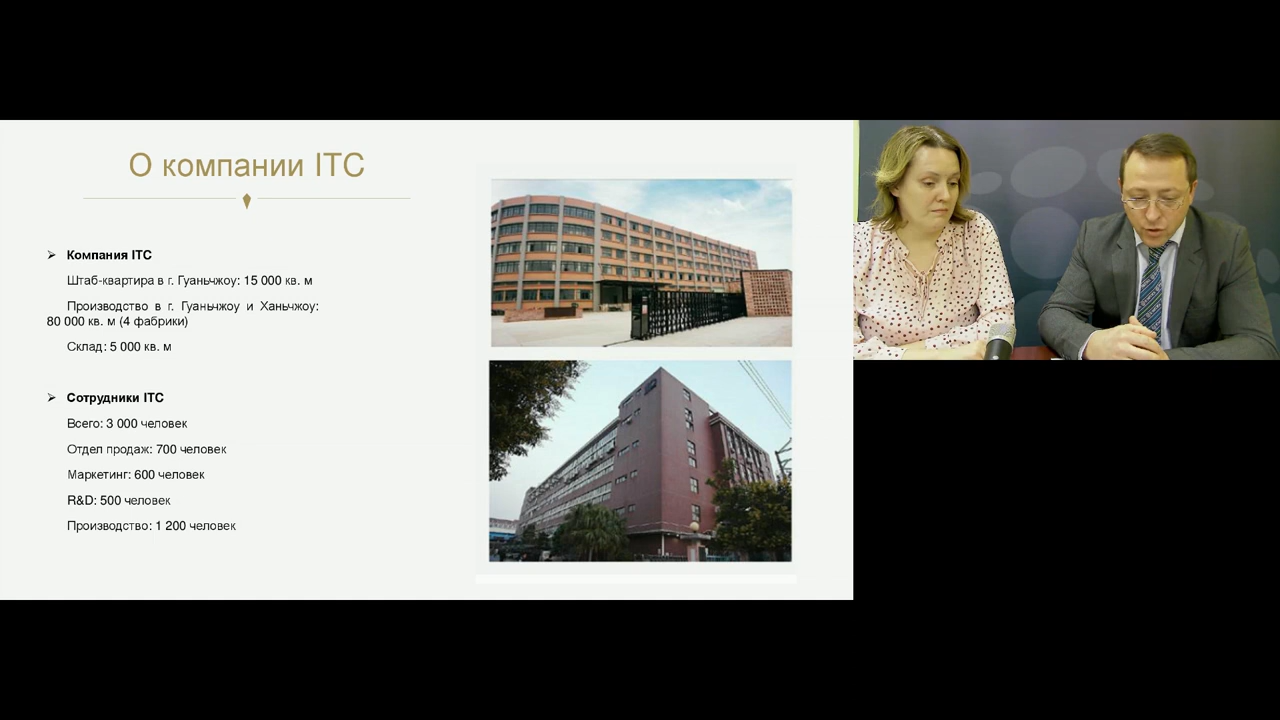 О компании ITC
Компания ITC
Штаб-квартира в г. Гуаньчжоу: 15 000 кв. м
Производство в г. Гуаньчжоу и Ханьчжоу:
80 000 кв. м (4 фабрики)
Склад: 5 000 кв. м
Сотрудники ITC
Всего: 3 000 человек
Отдел продаж: 700 человек
Маркетинг: 600 человек
R&D: 500 человек
Производство: 1 200 человек